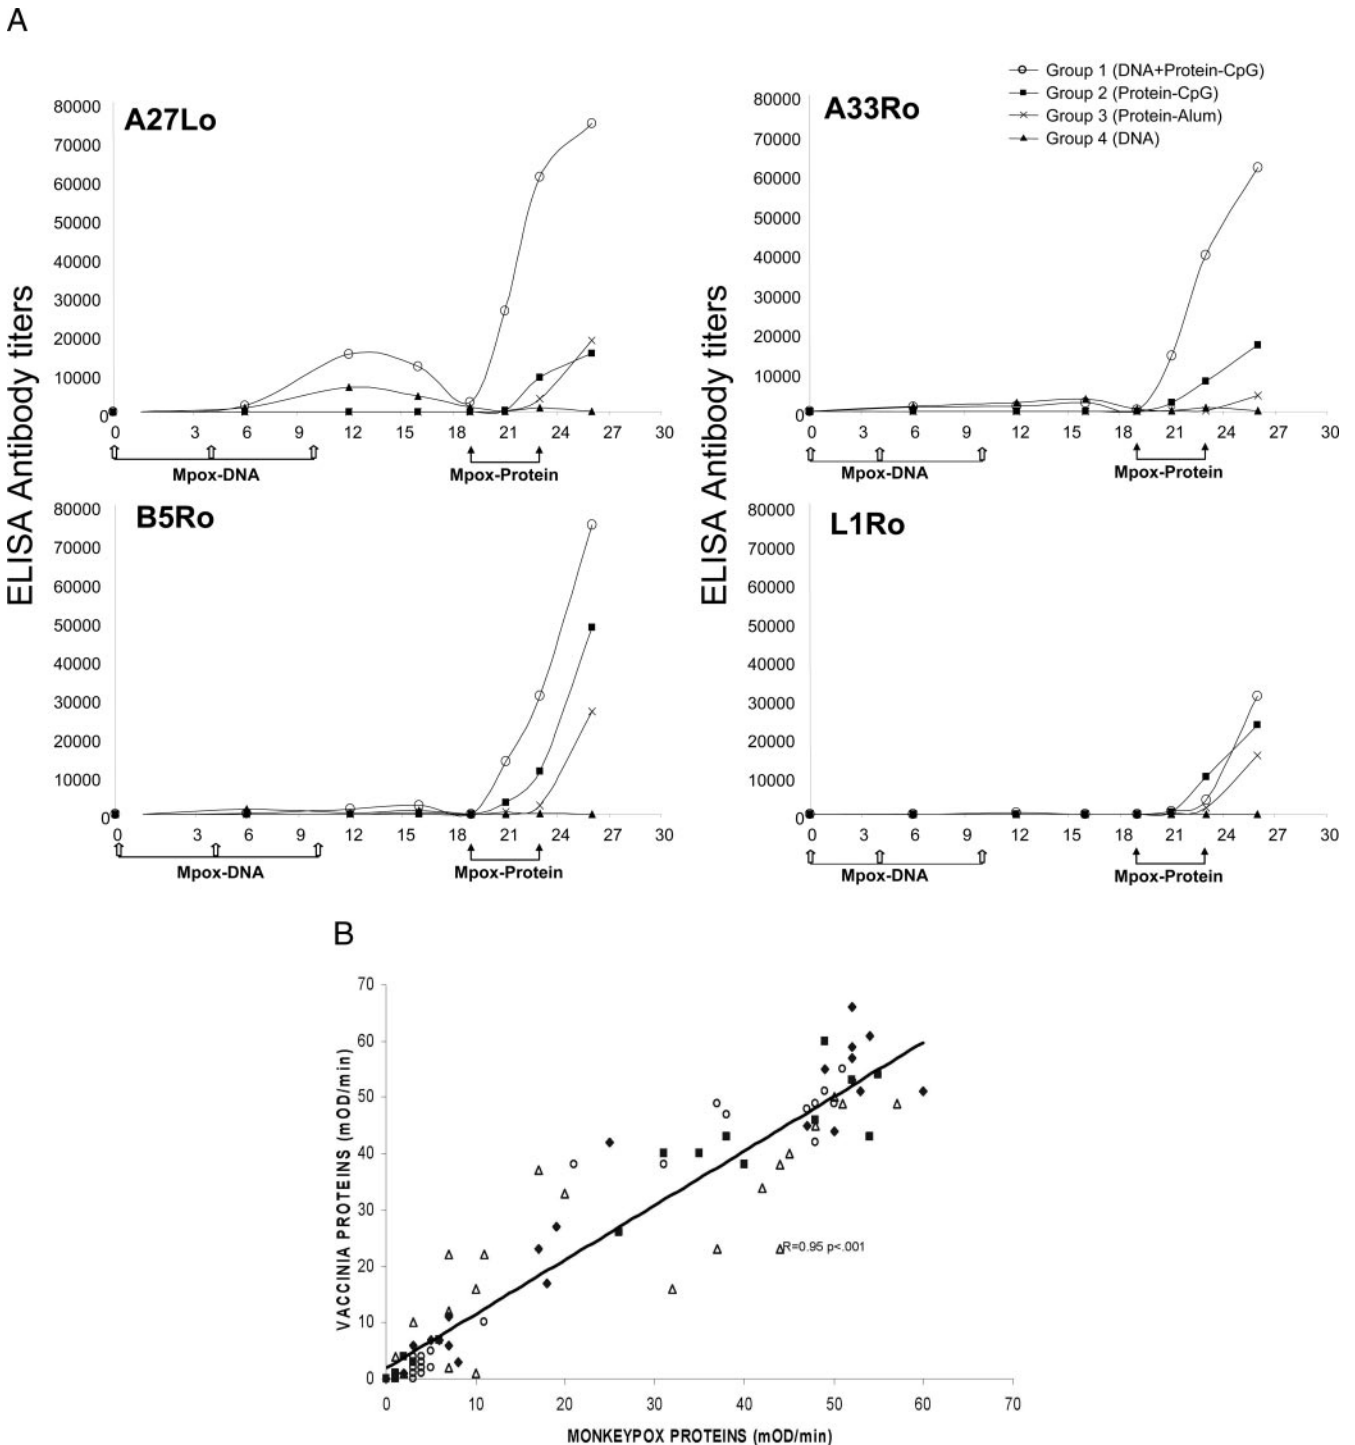 A
Group 1 (DNA+Protein-CpG)
Group 2 (Protein-CpG)
Group 3 (Protein-Alum)
Group 4 (DNA)
ELISA Antibody titers
A27Lo
80000
70000
60000
50000
40000
30000
20000
10000
0
0 3 6 9 12 15 18 21 24 27 30
Mpox-DNA Mpox-Protein
ELISA Antibody titers
A33Ro
80000
70000
60000
50000
40000
30000
20000
10000
0
0 3 6 9 12 15 18 21 24 27 30
Mpox-DNA Mpox-Protein
B5Ro
80000
70000
60000
50000
40000
30000
20000
10000
0
0 3 6 9 12 15 18 21 24 27 30
Mpox-DNA Mpox-Protein
L1Ro
80000
70000
60000
50000
40000
30000
20000
10000
0
0 3 6 9 12 15 18 21 24 27 30
Mpox-DNA Mpox-Protein
B
VACCINIA PROTEINS (mOD/min)
70
60
50
40
30
20
10
0
R=0.95 p<.001
0 10 20 30 40 50 60 70
MONKEYPOX PROTEINS (mOD/min)